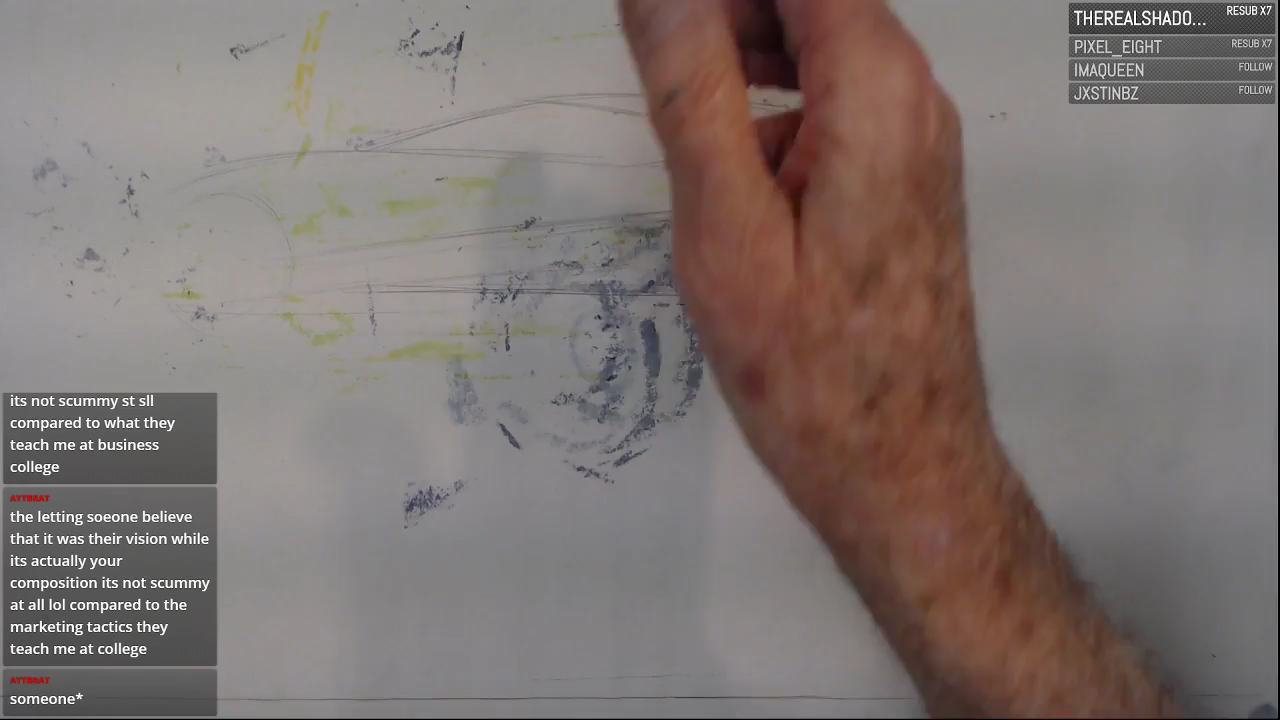 THEREALSHADO... RESUB X7
PIXEL_EIGHT RESUB X7
IMAQUEEN FOLLOW
JXSTINBZ FOLLOW
its not scummy st sll
compared to what they
teach me at business
college
AYTBRAT
the letting soeone believe
that it was their vision while
its actually your
composition its not scummy
at all lol compared to the
marketing tactics they
teach me at college
AYTBRAT
someone*